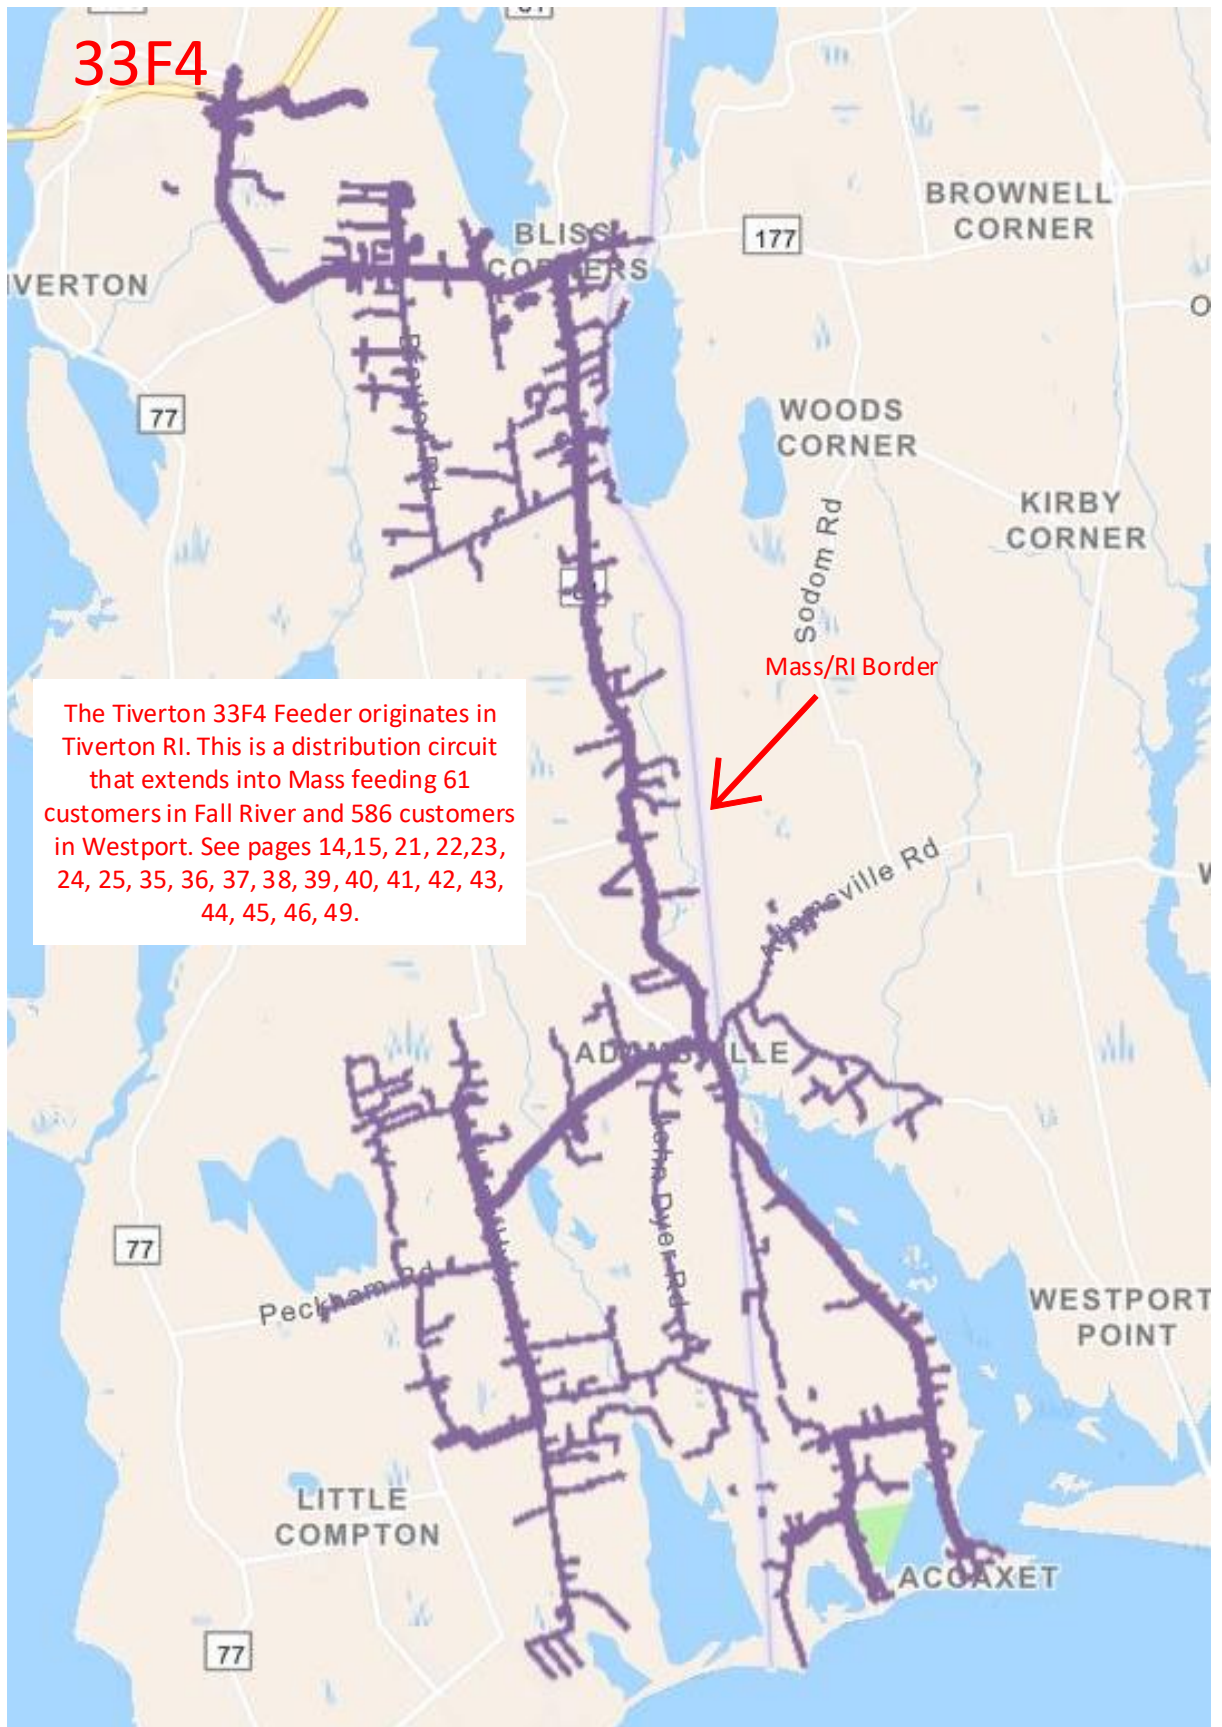 33F4
BROWNELL
CORNER
BLISS
CORNERS
177
IVERTON
77
WOODS
CORNER
KIRBY
CORNER
Sodom Rd
Mass/RI Border
The Tiverton 33F4 Feeder originates in
Tiverton RI. This is a distribution circuit
that extends into Mass feeding 61
customers in Fall River and 586 customers
in Westport. See pages 14,15, 21, 22,23,
24, 25, 35, 36, 37, 38, 39, 40, 41, 42, 43,
44, 45, 46, 49.
Adamsville Rd
ADAMSVILLE
John Dyer Rd
77
Peckham Rd
WESTPORT
POINT
LITTLE
COMPTON
ACOAXET
77